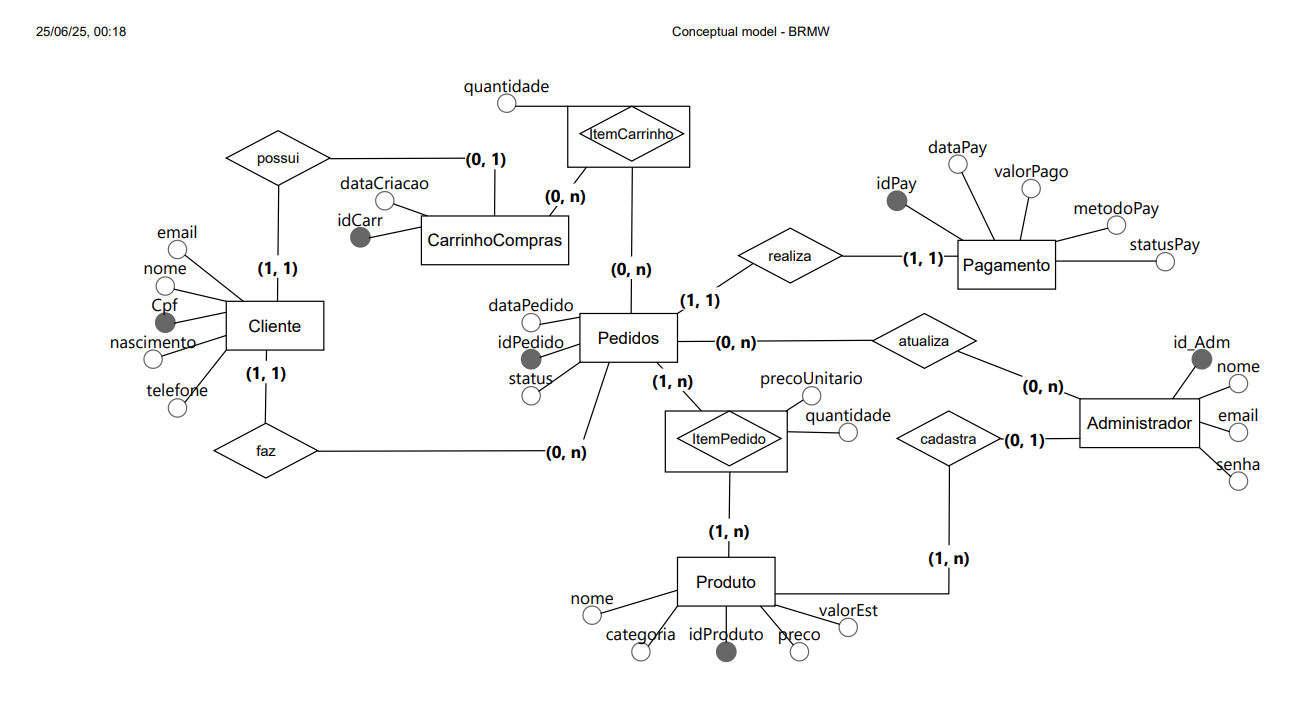 25/06/25, 00:18
Conceptual model - BRMW
quantidade
ItemCarrinho
possui
(0, 1)
dataCriacao
(0, n)
idCarr
CarrinhoCompras
dataPay
valorPago
idPay
metodoPay
statusPay
realiza
(1, 1)
Pagamento
email
nome
(1, 1)
Cpf
Cliente
nascimento
telefone
(1, 1)
(0, n)
(1, 1)
dataPedido
idPedido
Pedidos
status
(0, n)
atualiza
(1, n)
precoUnitario
quantidade
ItemPedido
(0, n)
id_Adm
nome
Administrador
email
senha
cadastra
(0, 1)
faz
(0, n)
(1, n)
(1, n)
Produto
nome
categoria
idProduto
preco
valorEst